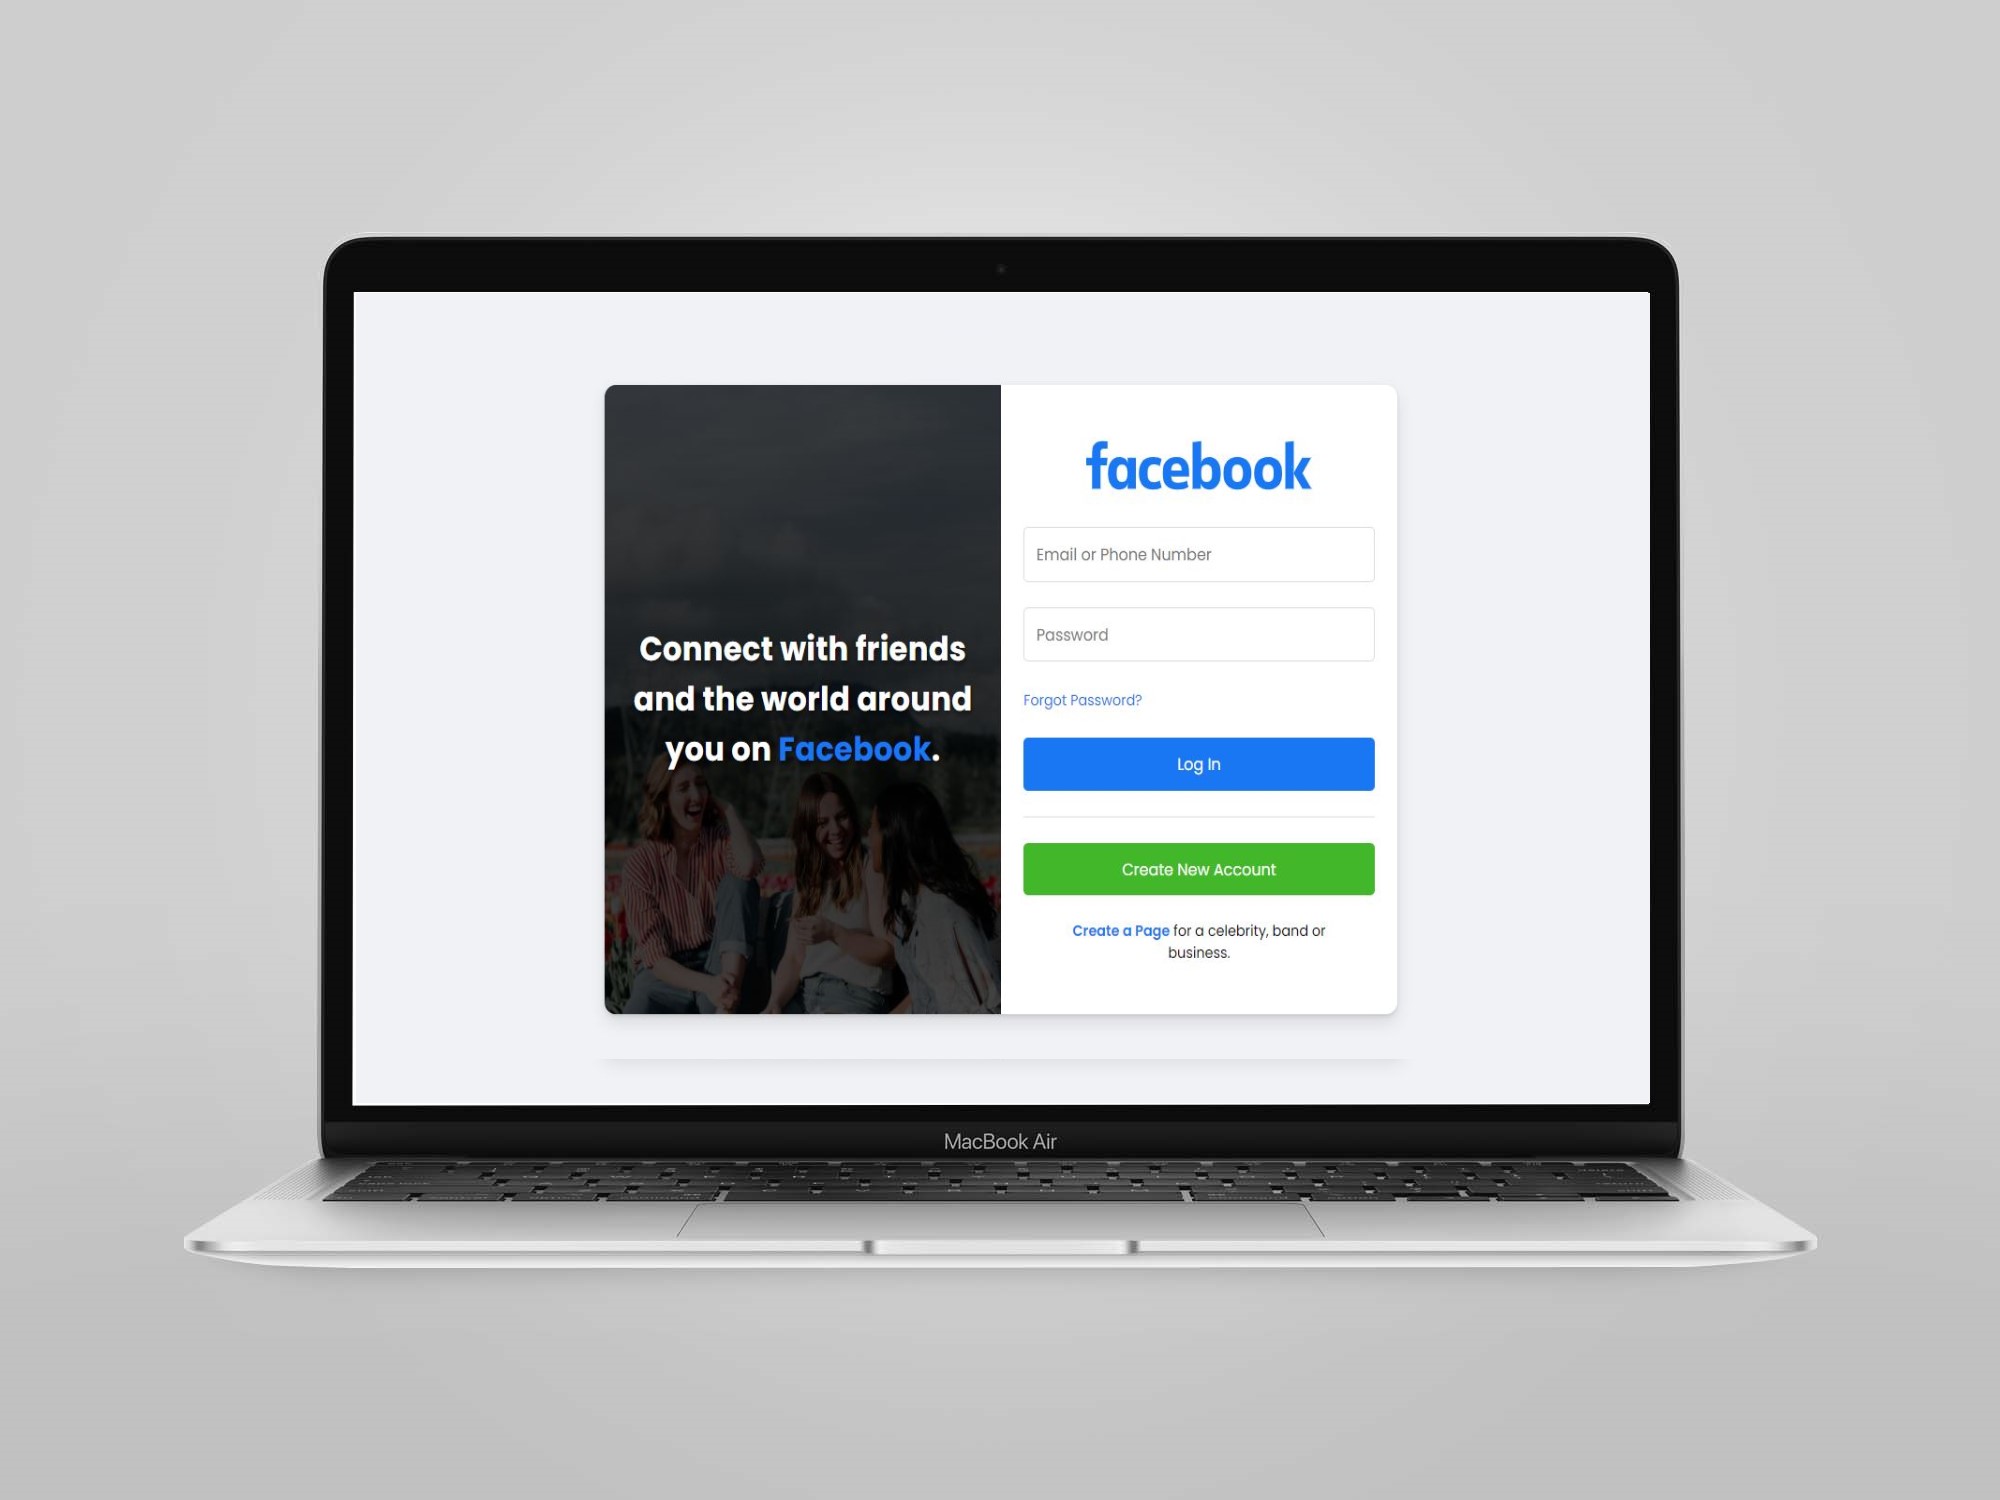 Connect with friends
and the world around
you on Facebook.
facebook
Email or Phone Number
Password
Forgot Password?
Log In
Create New Account
Create a Page for a celebrity, band or
business.
MacBook Air